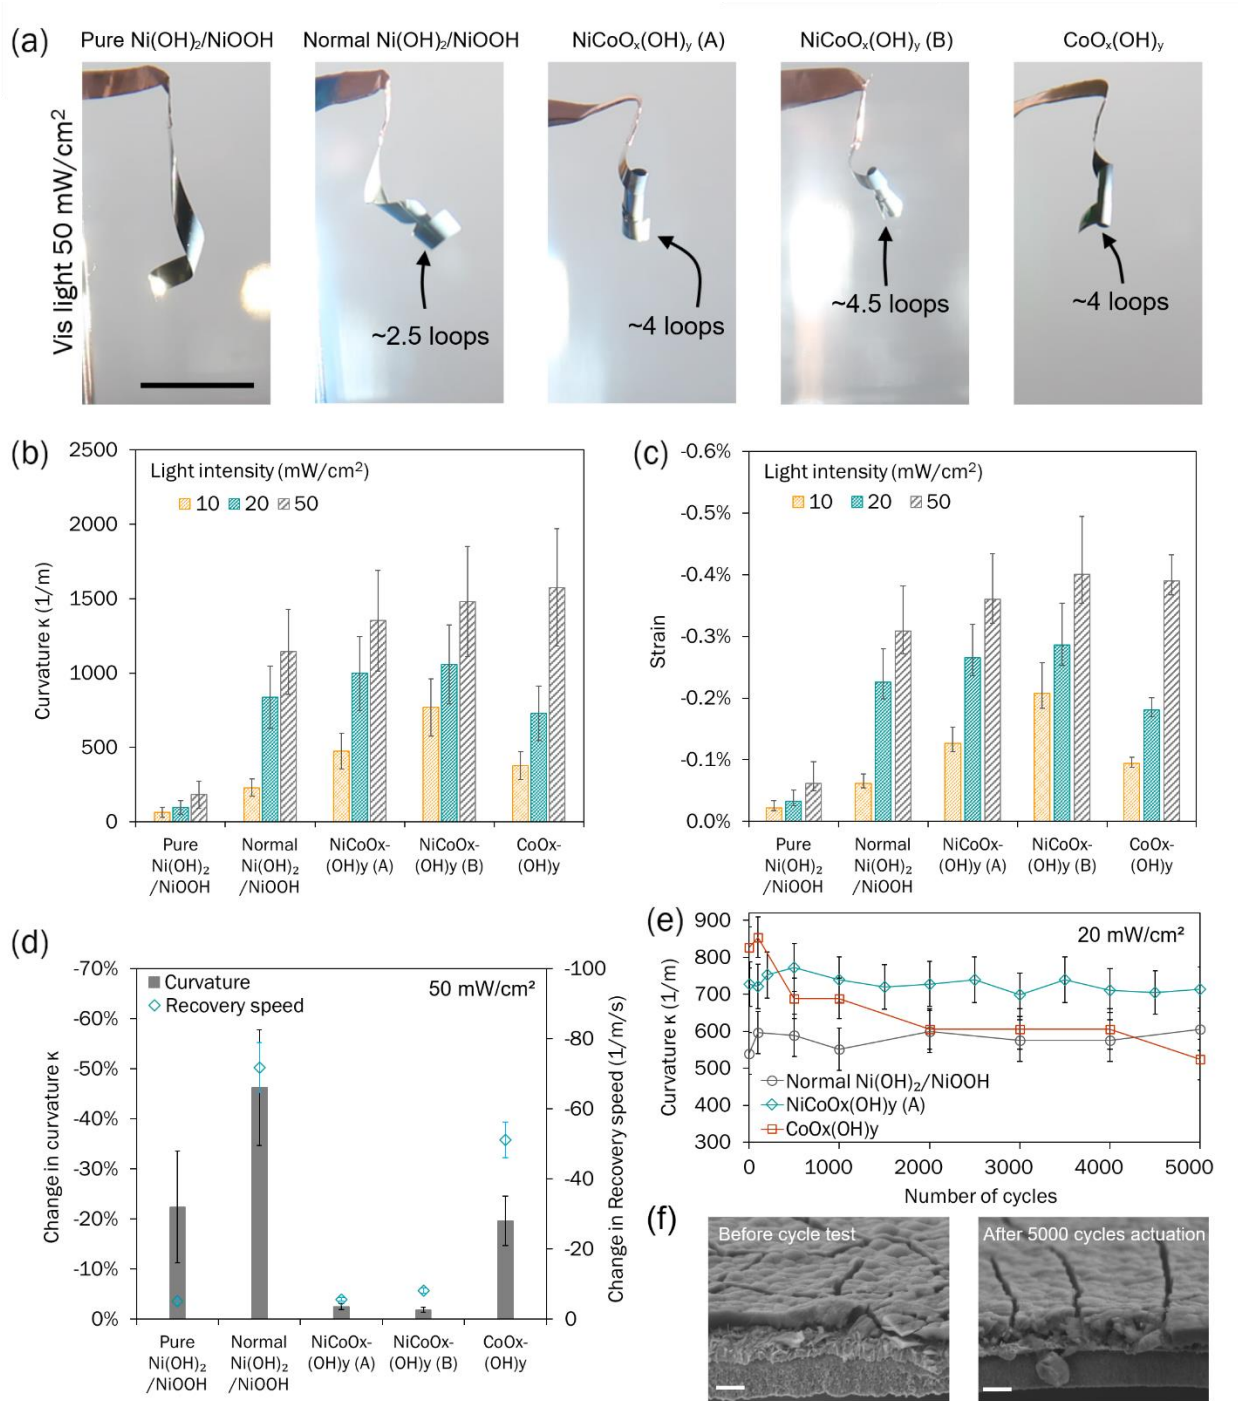 (a)
Pure Ni(OH)₂/NiOOH
Normal Ni(OH)₂/NiOOH
NiCoOₓ(OH)ᵧ (A)
NiCoOₓ(OH)ᵧ (B)
CoOₓ(OH)ᵧ
Vis light 50 mW/cm²
~2.5 loops
~4 loops
~4.5 loops
~4 loops
(b)
Curvature κ (1/m)
2500
2000
1500
1000
500
0
Light intensity (mW/cm²)
10 20 50
Pure
Ni(OH)₂
/NiOOH
Normal
Ni(OH)₂
/NiOOH
NiCoOx-
(OH)y (A)
NiCoOx-
(OH)y (B)
CoOx-
(OH)y
(c)
Strain
-0.6%
-0.5%
-0.4%
-0.3%
-0.2%
-0.1%
0.0%
Light intensity (mW/cm²)
10 20 50
Pure
Ni(OH)₂
/NiOOH
Normal
Ni(OH)₂
/NiOOH
NiCoOx-
(OH)y (A)
NiCoOx-
(OH)y (B)
CoOx-
(OH)y
(d)
Change in curvature κ
-70%
-60%
-50%
-40%
-30%
-20%
-10%
0%
Curvature
Recovery speed
50 mW/cm²
-100
-80
-60
-40
-20
0
Change in Recovery speed (1/m/s)
Pure
Ni(OH)₂
/NiOOH
Normal
Ni(OH)₂
/NiOOH
NiCoOx-
(OH)y (A)
NiCoOx-
(OH)y (B)
CoOx-
(OH)y
(e)
Curvature κ (1/m)
900
800
700
600
500
400
300
20 mW/cm²
Normal Ni(OH)₂/NiOOH
NiCoOx(OH)y (A)
CoOx(OH)y
0 1000 2000 3000 4000 5000
Number of cycles
(f)
Before cycle test
After 5000 cycles actuation